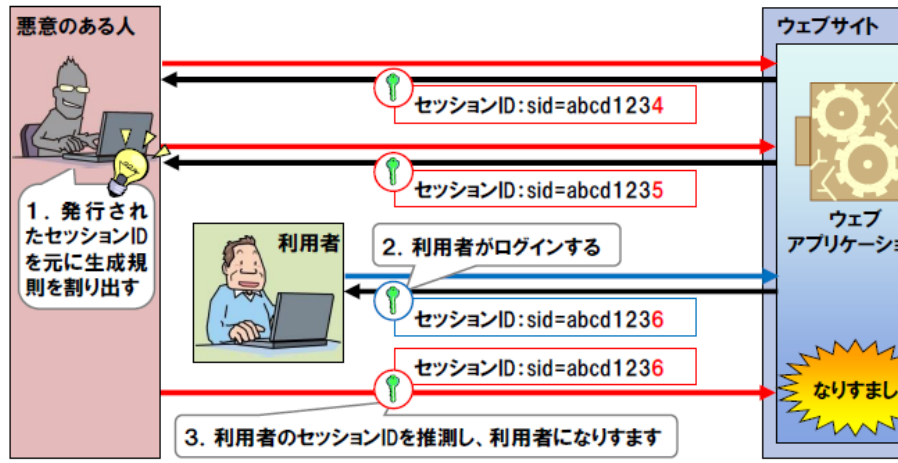 悪意のある人
ウェブサイト
セッションID:sid=abcd1234
セッションID:sid=abcd1235
1. 発行され
たセッションID
を元に生成規
則を割り出す
ウェブ
アプリケーショ
利用者
2. 利用者がログインする
セッションID:sid=abcd1236
セッションID:sid=abcd1236
なりすまし
3. 利用者のセッションIDを推測し、利用者になりすます